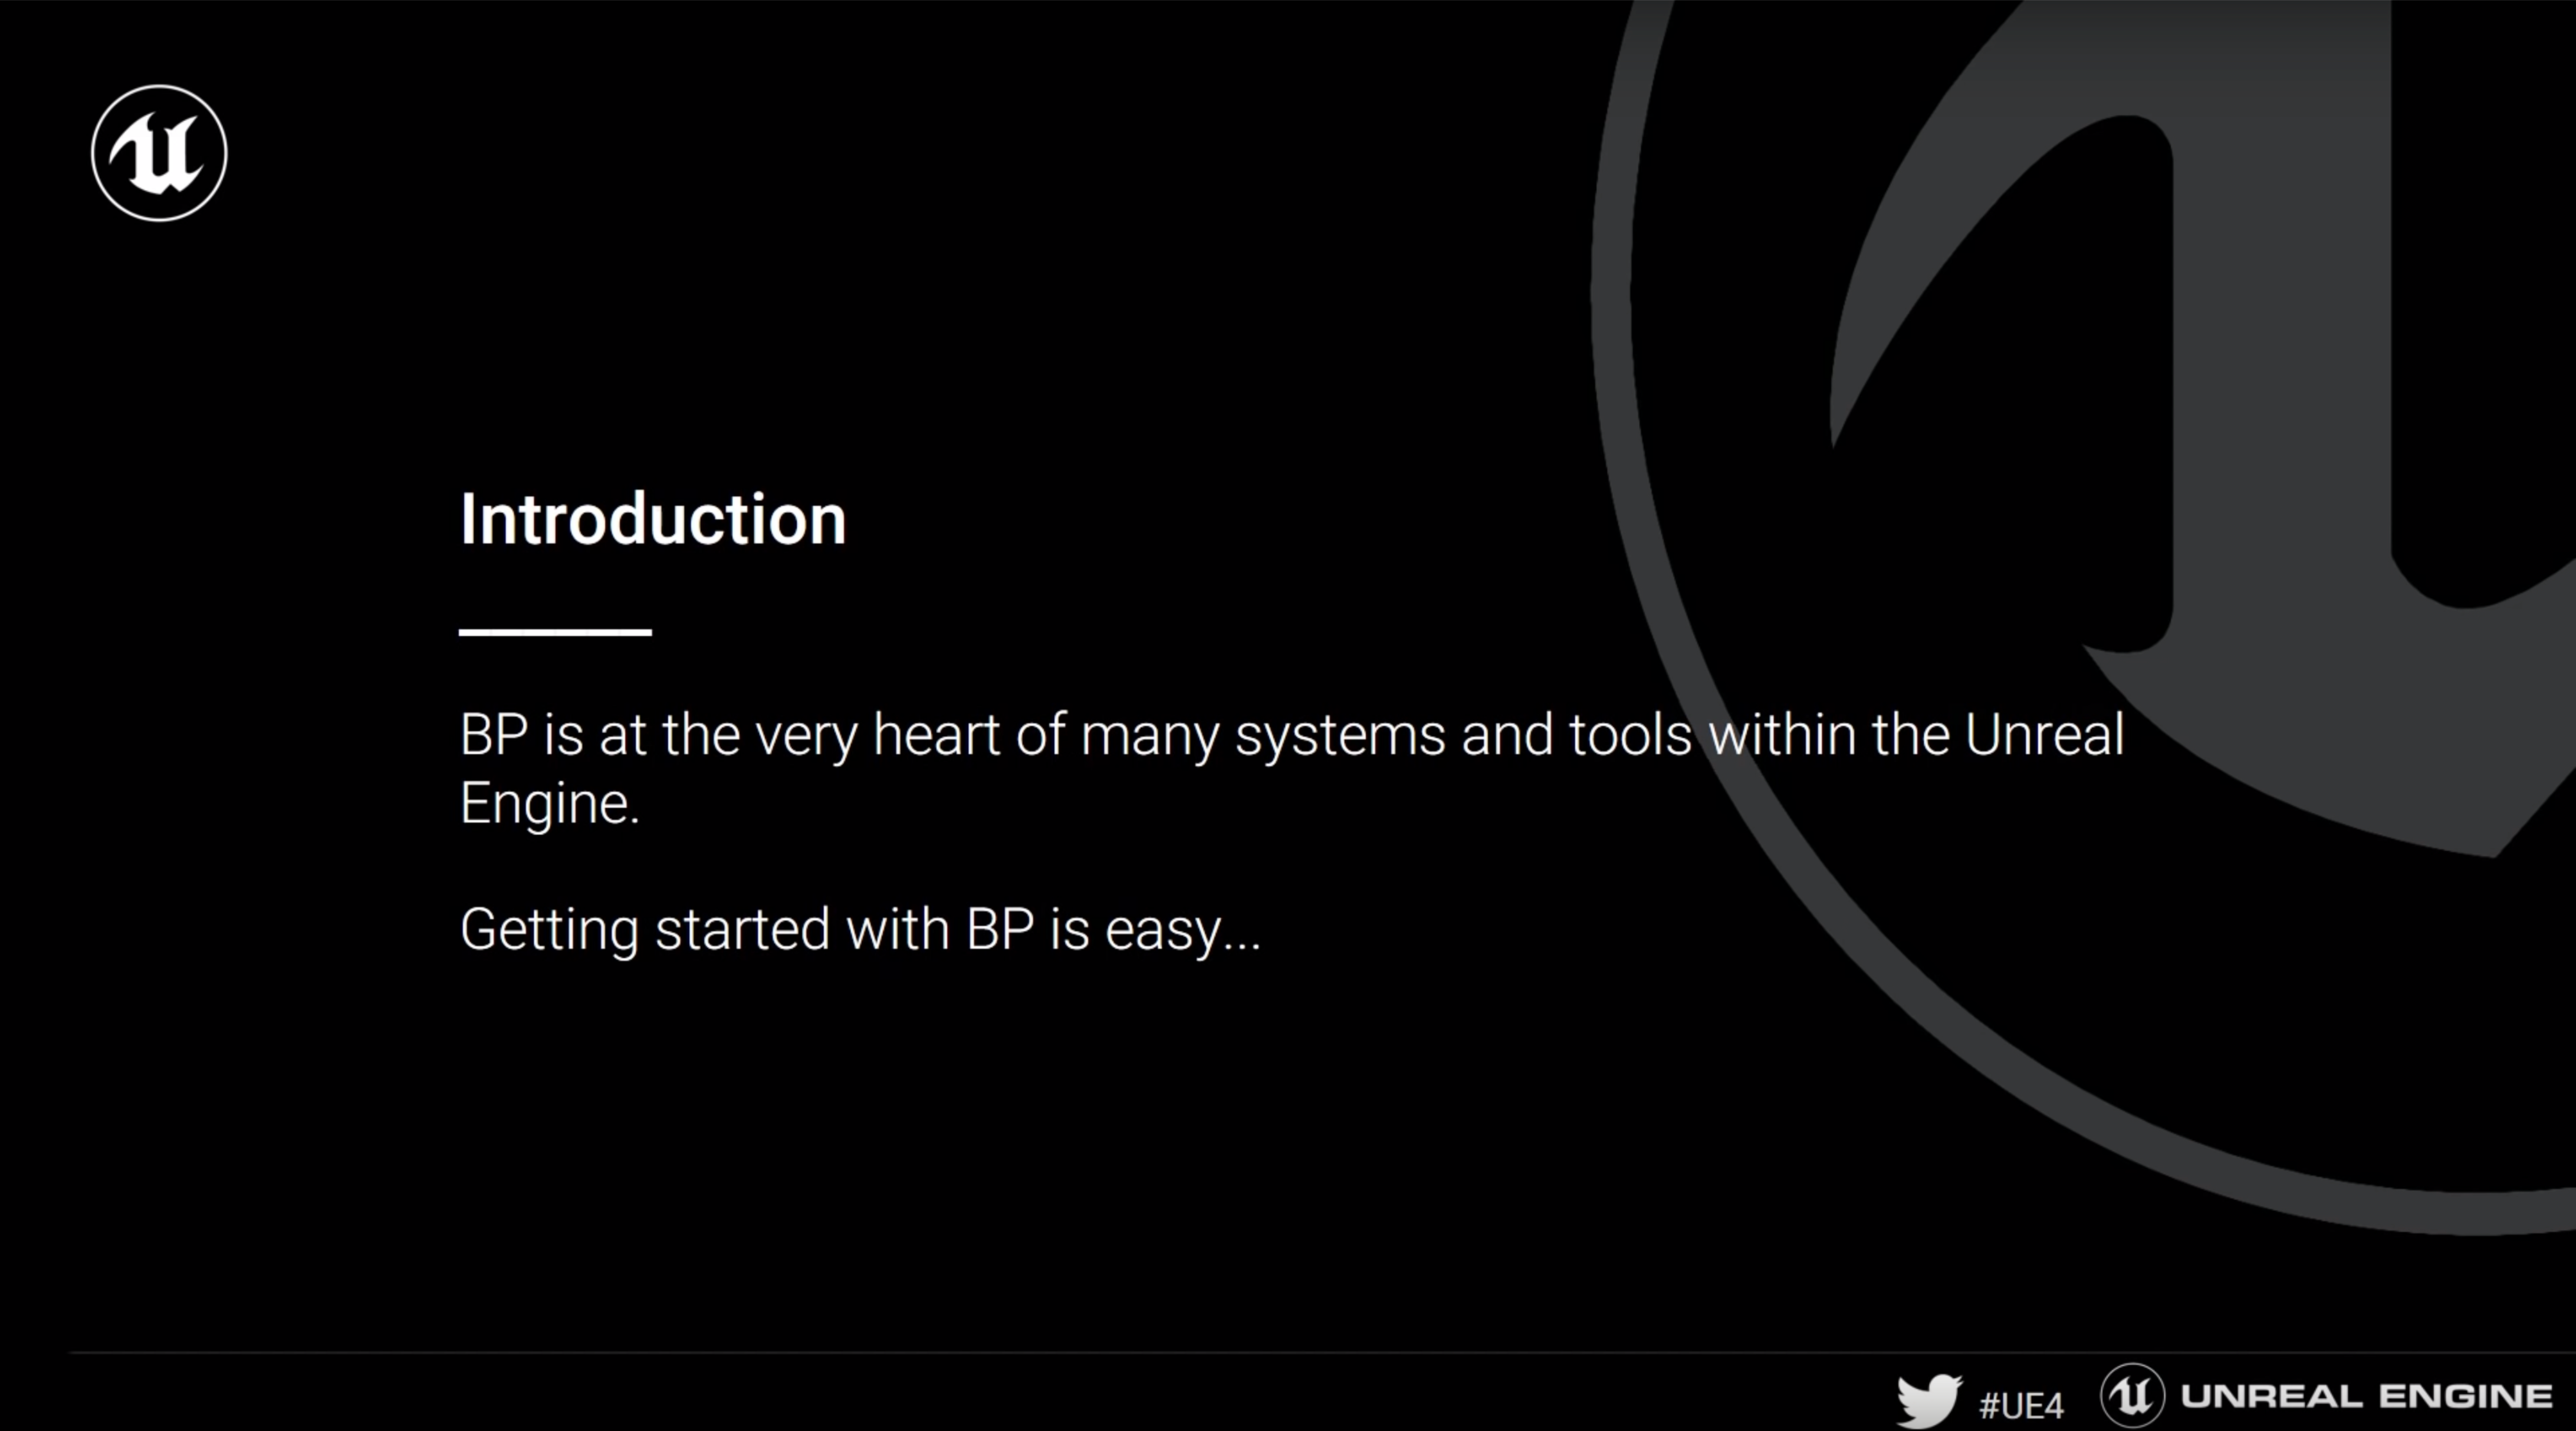 Introduction
BP is at the very heart of many systems and tools within the Unreal
Engine.
Getting started with BP is easy...
#UE4
UNREAL ENGINE